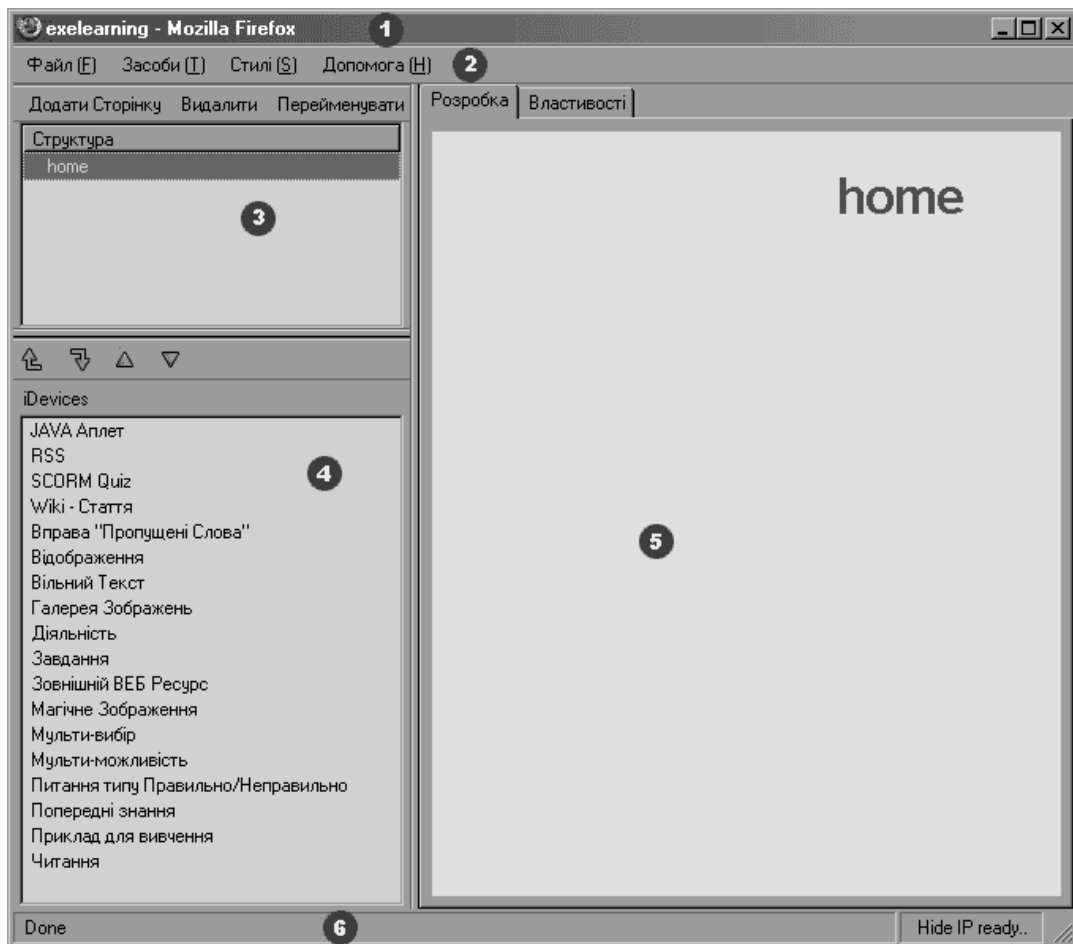 exelearning - Mozilla Firefox 1
Файл (F) Засоби (T) Стилі (S) Допомога (H) 2
Додати Сторінку Видалити Перейменувати
Структура
home
3
iDevices
JAVA Аплет
RSS
SCORM Quiz
Wiki - Стаття
Вправа "Пропущені Слова"
Відображення
Вільний Текст
Галерея Зображень
Діяльність
Завдання
Зовнішній ВЕБ Ресурс
Магічне Зображення
Мульти-вибір
Мульти-можливість
Питання типу Правильно/Неправильно
Попередні знання
Приклад для вивчення
Читання
4
Розробка Властивості
home
5
Done 6 Hide IP ready..